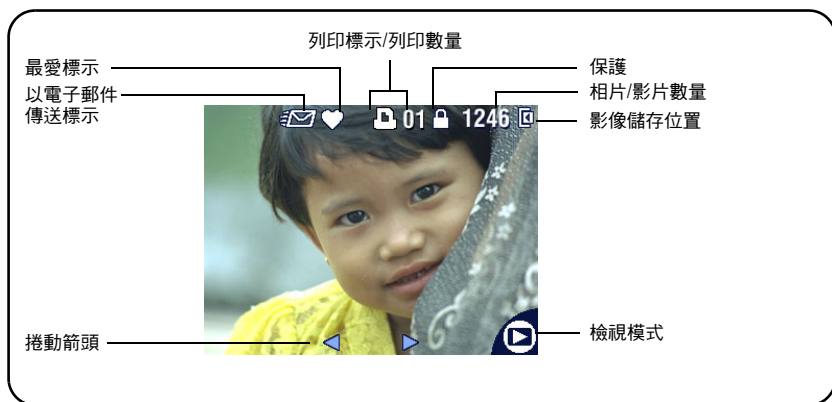 列印標示/列印數量
最愛標示
以電子郵件
傳送標示
保護
相片/影片數量
影像儲存位置
01
1246
捲動箭頭
檢視模式